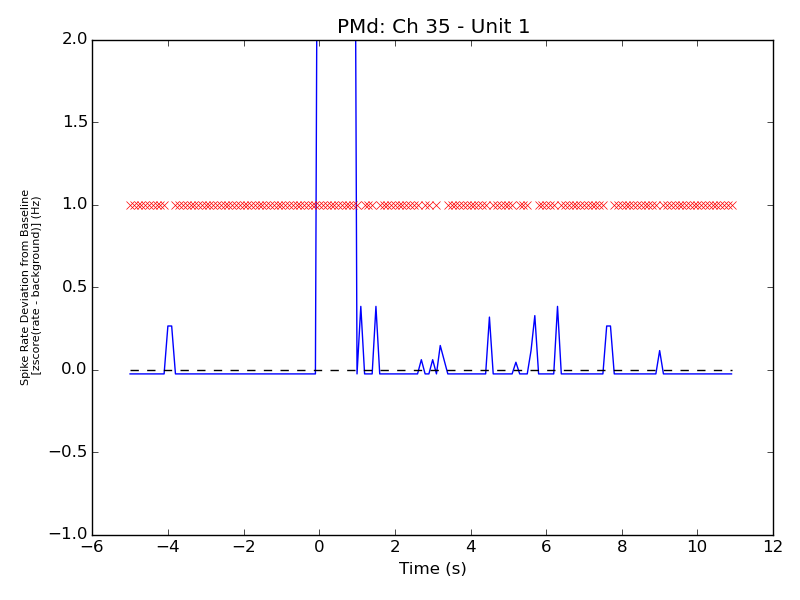 PMd: Ch 35 - Unit 1
2.0
1.5
1.0
0.5
0.0
−0.5
−1.0
Spike Rate Deviation from Baseline
[zscore(rate - background)] (Hz)
−6 −4 −2 0 2 4 6 8 10 12
Time (s)